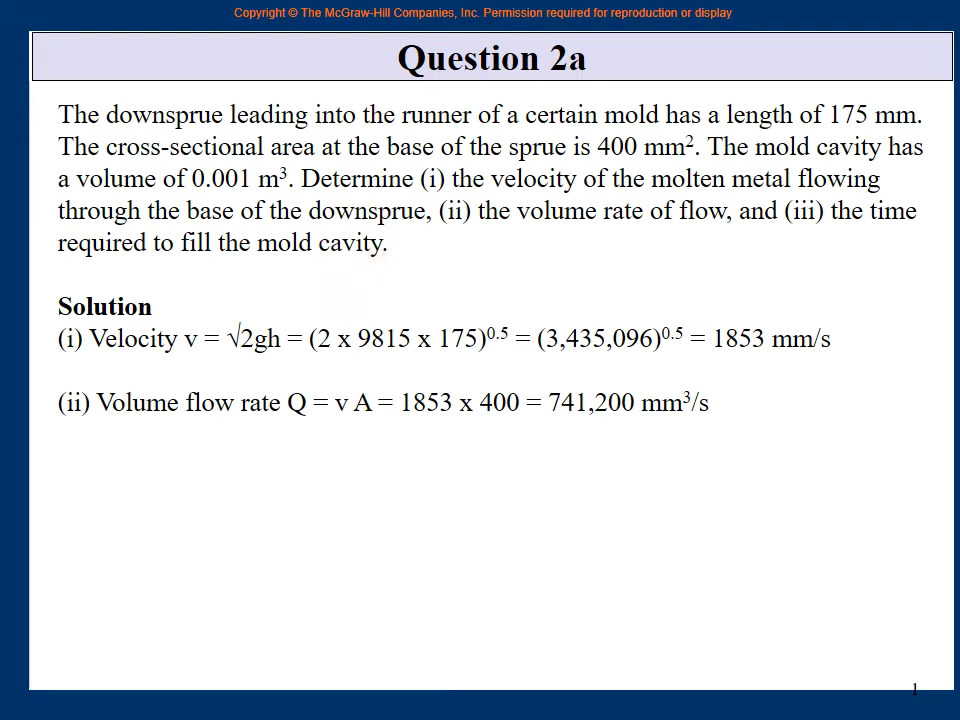 Copyright © The McGraw-Hill Companies, Inc. Permission required for reproduction or display
Question 2a
The downsprue leading into the runner of a certain mold has a length of 175 mm.
The cross-sectional area at the base of the sprue is 400 mm². The mold cavity has
a volume of 0.001 m³. Determine (i) the velocity of the molten metal flowing
through the base of the downsprue, (ii) the volume rate of flow, and (iii) the time
required to fill the mold cavity.
Solution
(i) Velocity v = √2gh = (2 x 9815 x 175)⁰·⁵ = (3,435,096)⁰·⁵ = 1853 mm/s
(ii) Volume flow rate Q = v A = 1853 x 400 = 741,200 mm³/s
1